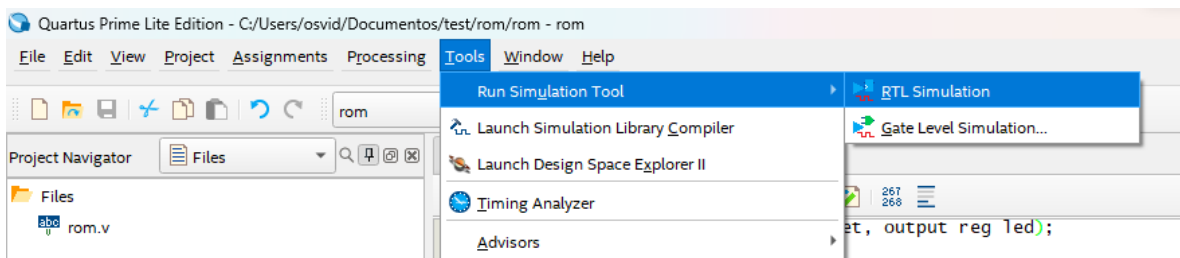 Quartus Prime Lite Edition - C:/Users/osvid/Documentos/test/rom/rom - rom
File Edit View Project Assignments Processing Tools Window Help
Run Simulation Tool
RTL Simulation
rom
Launch Simulation Library Compiler
Gate Level Simulation...
Project Navigator Files
Launch Design Space Explorer II
Files
Timing Analyzer
267
268
abc rom.v
et, output reg led);
Advisors